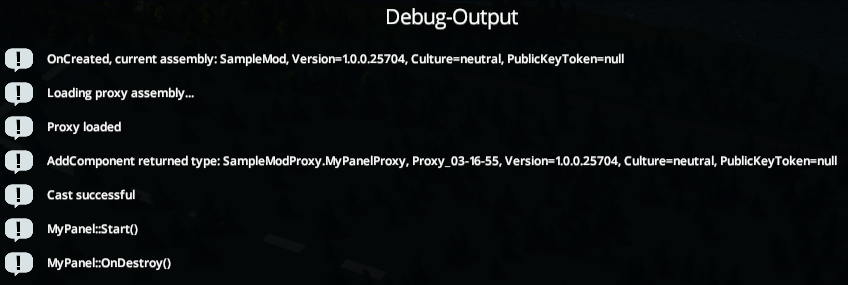 Debug-Output
OnCreated, current assembly: SampleMod, Version=1.0.0.25704, Culture=neutral, PublicKeyToken=null
Loading proxy assembly...
Proxy loaded
AddComponent returned type: SampleModProxy.MyPanelProxy, Proxy_03-16-55, Version=1.0.0.25704, Culture=neutral, PublicKeyToken=null
Cast successful
MyPanel::Start()
MyPanel::OnDestroy()